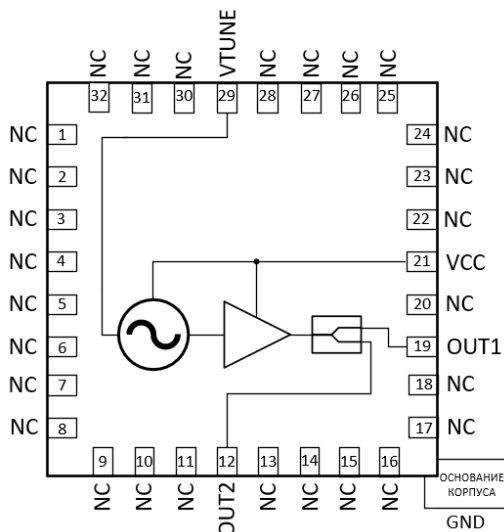 NC NC NC VTUNE NC NC NC NC
32 31 30 29 28 27 26 25
NC 1 24 NC
NC 2 23 NC
NC 3 22 NC
NC 4 21 VCC
NC 5 20 NC
NC 6 19 OUT1
NC 7 18 NC
NC 8 17 NC
9 10 11 12 13 14 15 16
NC NC NC OUT2 NC NC NC NC
ОСНОВАНИЕ
КОРПУСА
GND